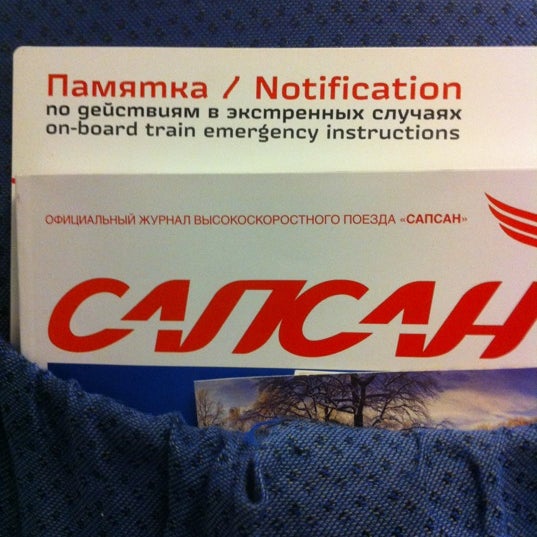 Памятка / Notification
по действиям в экстренных случаях
on-board train emergency instructions
ОФИЦИАЛЬНЫЙ ЖУРНАЛ ВЫСОКОСКОРОСТНОГО ПОЕЗДА «САПСАН»
САПСАН